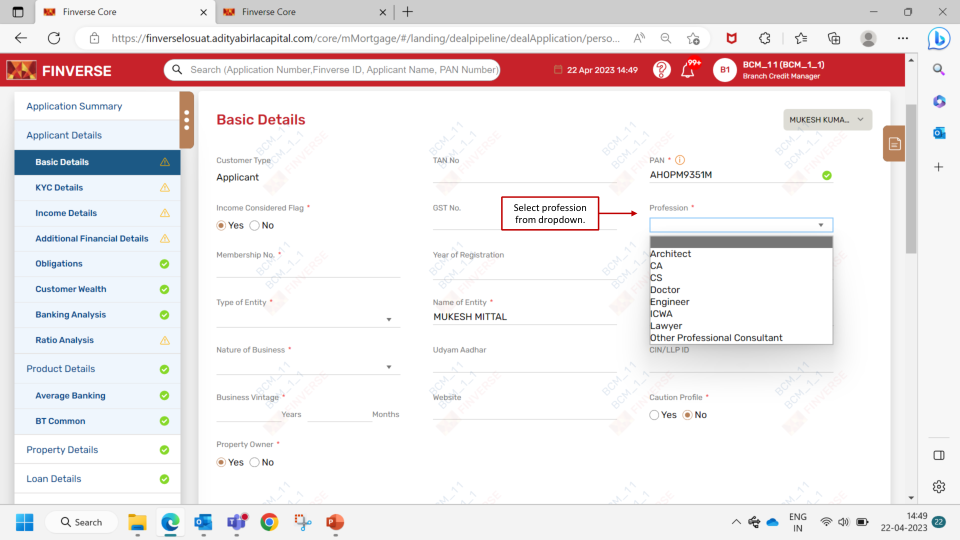 Finverse Core
Finverse Core
https://finverselosuat.adityabirlacapital.com/core/mMortgage/#/landing/dealpipeline/dealApplication/perso...
FINVERSE
Search (Application Number,Finverse ID, Applicant Name, PAN Number)
22 Apr 2023 14:49
99+
B1
BCM_1 1 (BCM_1_1)
Branch Credit Manager
Application Summary
Applicant Details
Basic Details
KYC Details
Income Details
Additional Financial Details
Obligations
Customer Wealth
Banking Analysis
Ratio Analysis
Product Details
Average Banking
BT Common
Property Details
Loan Details
Basic Details
MUKESH KUMA...
Customer Type
Applicant
TAN No
PAN *
AHOPM9351M
Income Considered Flag *
Yes No
GST No.
Select profession
from dropdown.
Profession *
Architect
CA
CS
Doctor
Engineer
ICWA
Lawyer
Other Professional Consultant
Membership No. *
Year of Registration
Type of Entity *
Name of Entity *
MUKESH MITTAL
Nature of Business *
Udyam Aadhar
CIN/LLP ID
Business Vintage *
Years Months
Website
Caution Profile *
Yes No
Property Owner *
Yes No
BCM_11
BCM_1_1
FINVERSE
Search
ENG
IN
14:49
22-04-2023
22